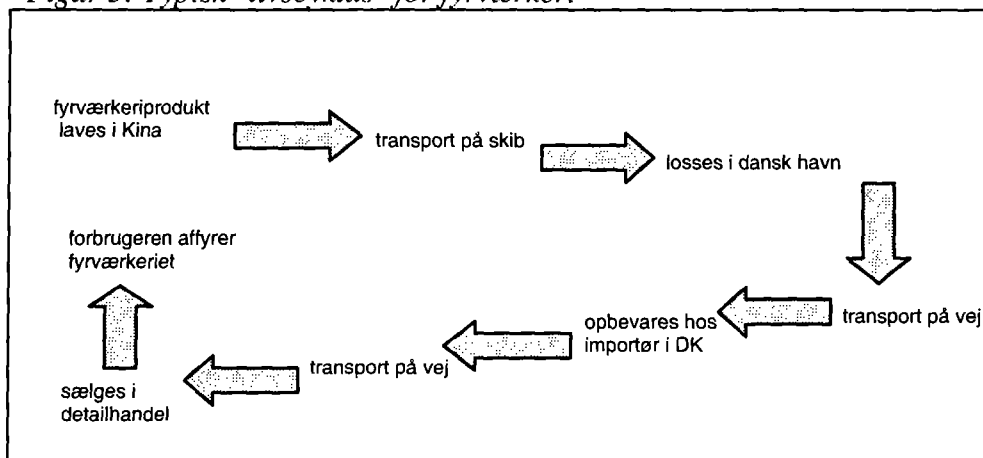 fyrværkeriprodukt
laves i Kina
transport på skib
losses i dansk havn
transport på vej
opbevares hos
importør i DK
transport på vej
sælges i
detailhandel
forbrugeren affyrer
fyrværkeriet